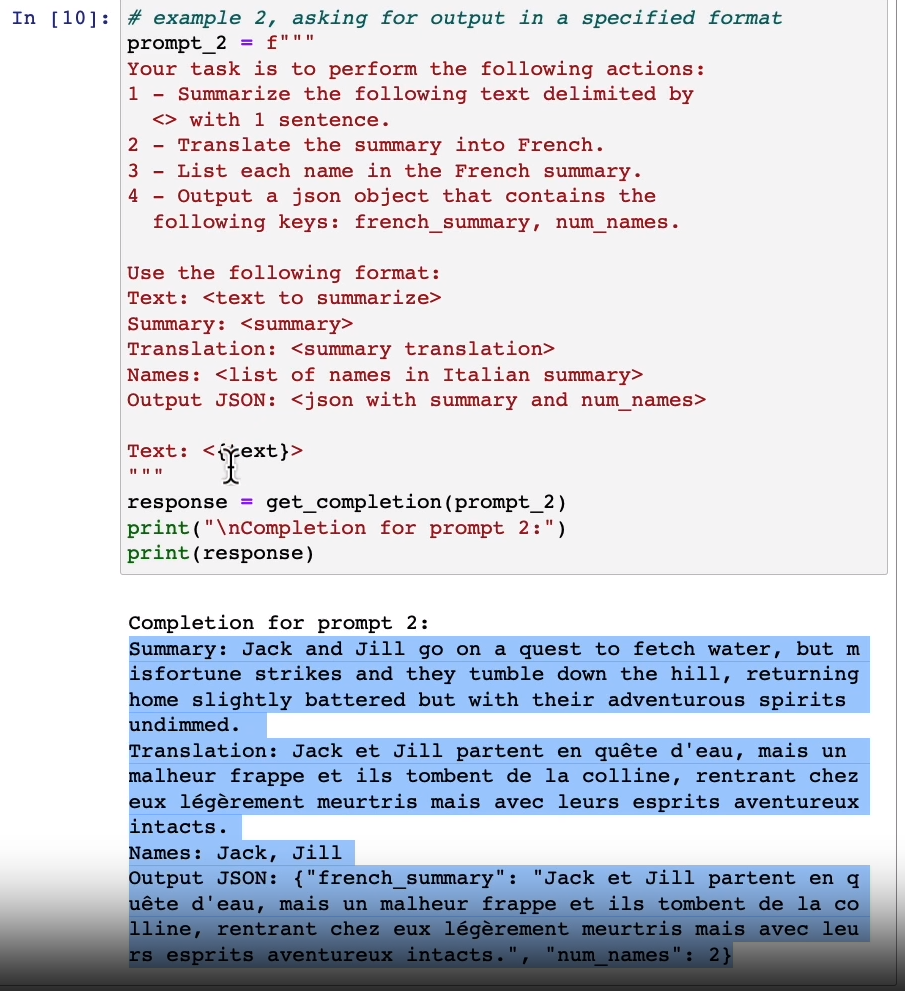 In [10]: # example 2, asking for output in a specified format
prompt_2 = f"""
Your task is to perform the following actions:
1 - Summarize the following text delimited by
  <> with 1 sentence.
2 - Translate the summary into French.
3 - List each name in the French summary.
4 - Output a json object that contains the
  following keys: french_summary, num_names.

Use the following format:
Text: <text to summarize>
Summary: <summary>
Translation: <summary translation>
Names: <list of names in Italian summary>
Output JSON: <json with summary and num_names>

Text: <{text}>
"""
response = get_completion(prompt_2)
print("\nCompletion for prompt 2:")
print(response)

Completion for prompt 2:
Summary: Jack and Jill go on a quest to fetch water, but m
isfortune strikes and they tumble down the hill, returning
home slightly battered but with their adventurous spirits
undimmed.
Translation: Jack et Jill partent en quête d'eau, mais un
malheur frappe et ils tombent de la colline, rentrant chez
eux légèrement meurtris mais avec leurs esprits aventureux
intacts.
Names: Jack, Jill
Output JSON: {"french_summary": "Jack et Jill partent en q
uête d'eau, mais un malheur frappe et ils tombent de la co
lline, rentrant chez eux légèrement meurtris mais avec leu
rs esprits aventureux intacts.", "num_names": 2}